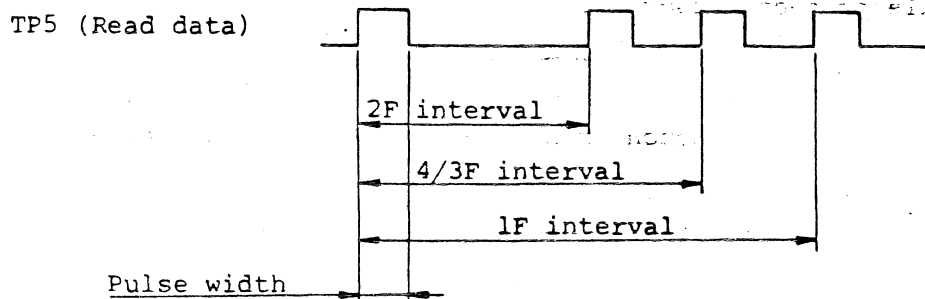 TP5 (Read data)
2F interval
4/3F interval
1F interval
Pulse width